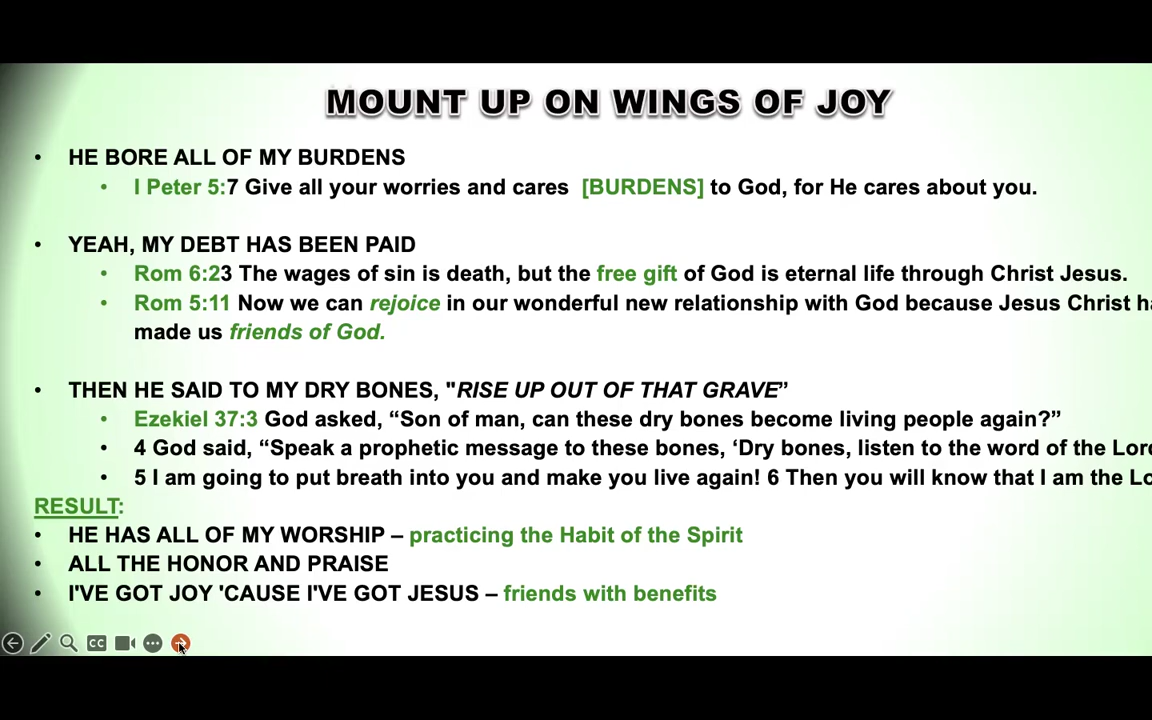 MOUNT UP ON WINGS OF JOY
• HE BORE ALL OF MY BURDENS
• I Peter 5:7 Give all your worries and cares [BURDENS] to God, for He cares about you.
• YEAH, MY DEBT HAS BEEN PAID
• Rom 6:23 The wages of sin is death, but the free gift of God is eternal life through Christ Jesus.
• Rom 5:11 Now we can rejoice in our wonderful new relationship with God because Jesus Christ
made us friends of God.
• THEN HE SAID TO MY DRY BONES, "RISE UP OUT OF THAT GRAVE”
• Ezekiel 37:3 God asked, “Son of man, can these dry bones become living people again?”
• 4 God said, “Speak a prophetic message to these bones, ‘Dry bones, listen to the word of the
• 5 I am going to put breath into you and make you live again! 6 Then you will know that I am the
RESULT:
• HE HAS ALL OF MY WORSHIP – practicing the Habit of the Spirit
• ALL THE HONOR AND PRAISE
• I'VE GOT JOY 'CAUSE I'VE GOT JESUS – friends with benefits
CC